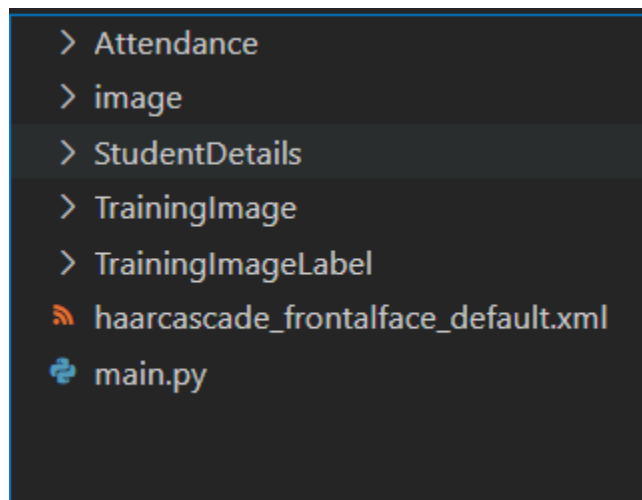 Attendance
image
StudentDetails
TrainingImage
TrainingImageLabel
haarcascade_frontalface_default.xml
main.py